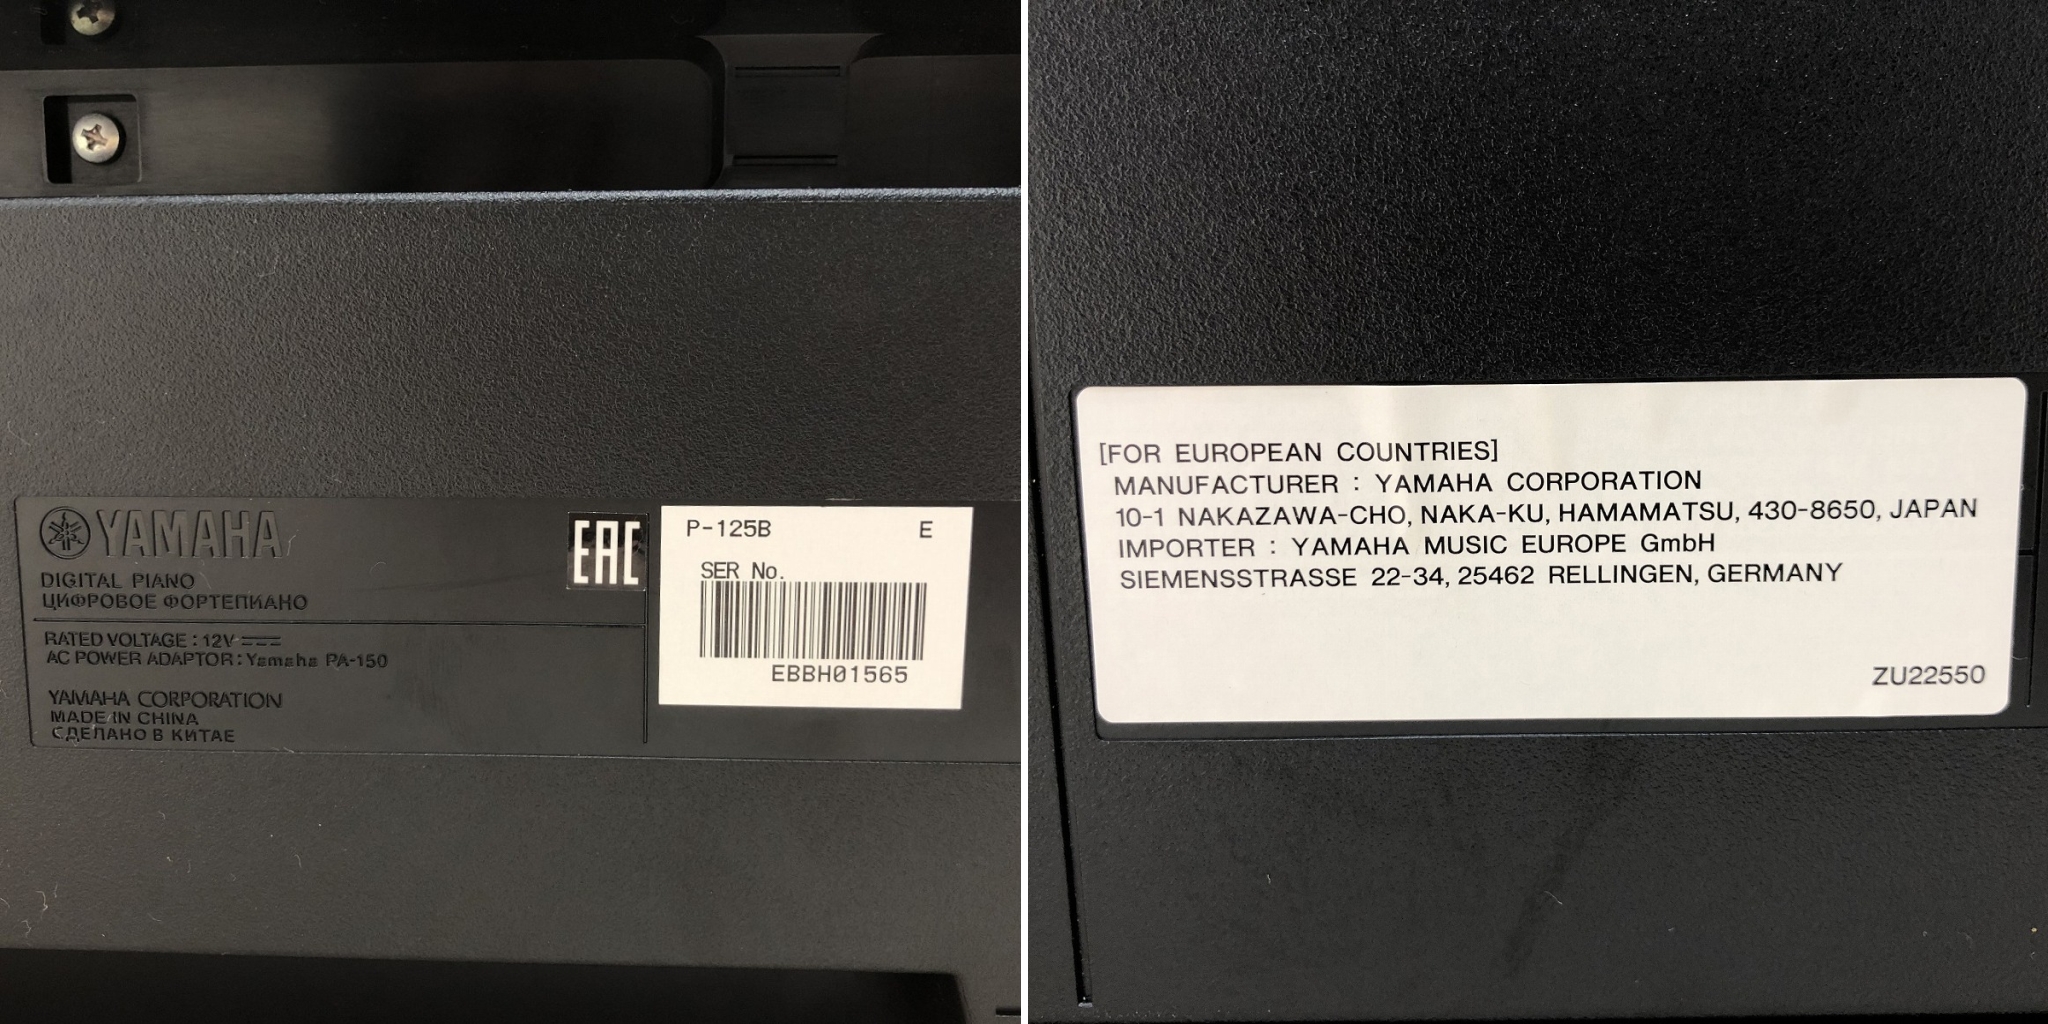 YAMAHA
DIGITAL PIANO
ЦИФРОВОЕ ФОРТЕПИАНО
RATED VOLTAGE : 12V
AC POWER ADAPTOR : Yamaha PA-150
YAMAHA CORPORATION
MADE IN CHINA
СДЕЛАНО В КИТАЕ
EAC
P-125B E
SER No.
EBBH01565
[FOR EUROPEAN COUNTRIES]
MANUFACTURER : YAMAHA CORPORATION
10-1 NAKAZAWA-CHO, NAKA-KU, HAMAMATSU, 430-8650, JAPAN
IMPORTER : YAMAHA MUSIC EUROPE GmbH
SIEMENSSTRASSE 22-34, 25462 RELLINGEN, GERMANY
ZU22550